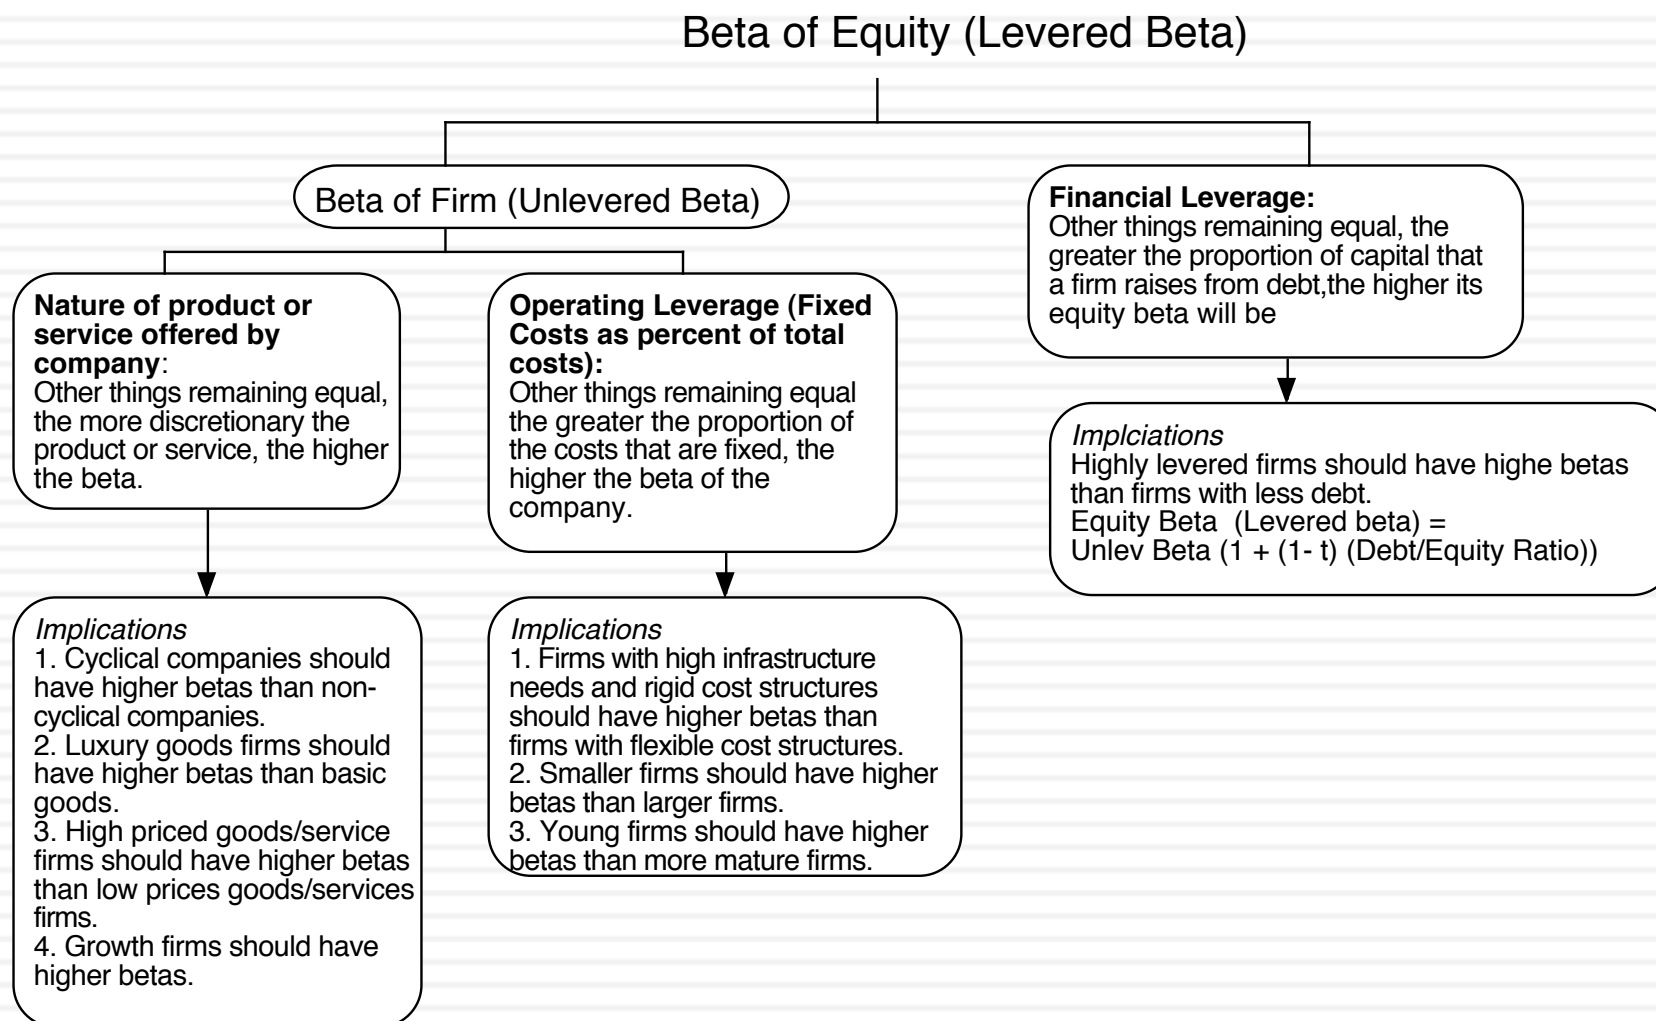 Beta of Equity (Levered Beta)
Beta of Firm (Unlevered Beta)
Nature of product or
service offered by
company:
Other things remaining equal,
the more discretionary the
product or service, the higher
the beta.
Operating Leverage (Fixed
Costs as percent of total
costs):
Other things remaining equal
the greater the proportion of
the costs that are fixed, the
higher the beta of the
company.
Financial Leverage:
Other things remaining equal, the
greater the proportion of capital that
a firm raises from debt,the higher its
equity beta will be
Implciations
Highly levered firms should have highe betas
than firms with less debt.
Equity Beta  (Levered beta) =
Unlev Beta (1 + (1- t) (Debt/Equity Ratio))
Implications
1. Cyclical companies should
have higher betas than non-
cyclical companies.
2. Luxury goods firms should
have higher betas than basic
goods.
3. High priced goods/service
firms should have higher betas
than low prices goods/services
firms.
4. Growth firms should have
higher betas.
Implications
1. Firms with high infrastructure
needs and rigid cost structures
should have higher betas than
firms with flexible cost structures.
2. Smaller firms should have higher
betas than larger firms.
3. Young firms should have higher
betas than more mature firms.